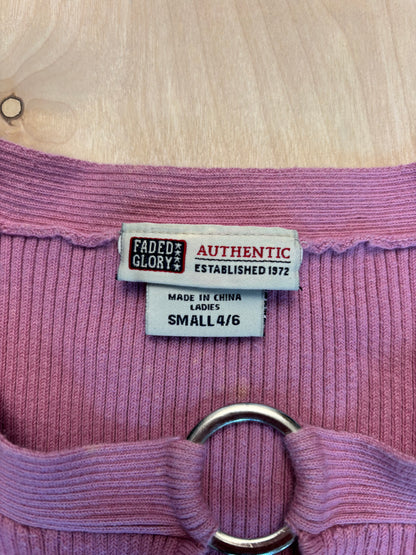 FADED
GLORY
AUTHENTIC
ESTABLISHED 1972
MADE IN CHINA
LADIES
SMALL 4/6